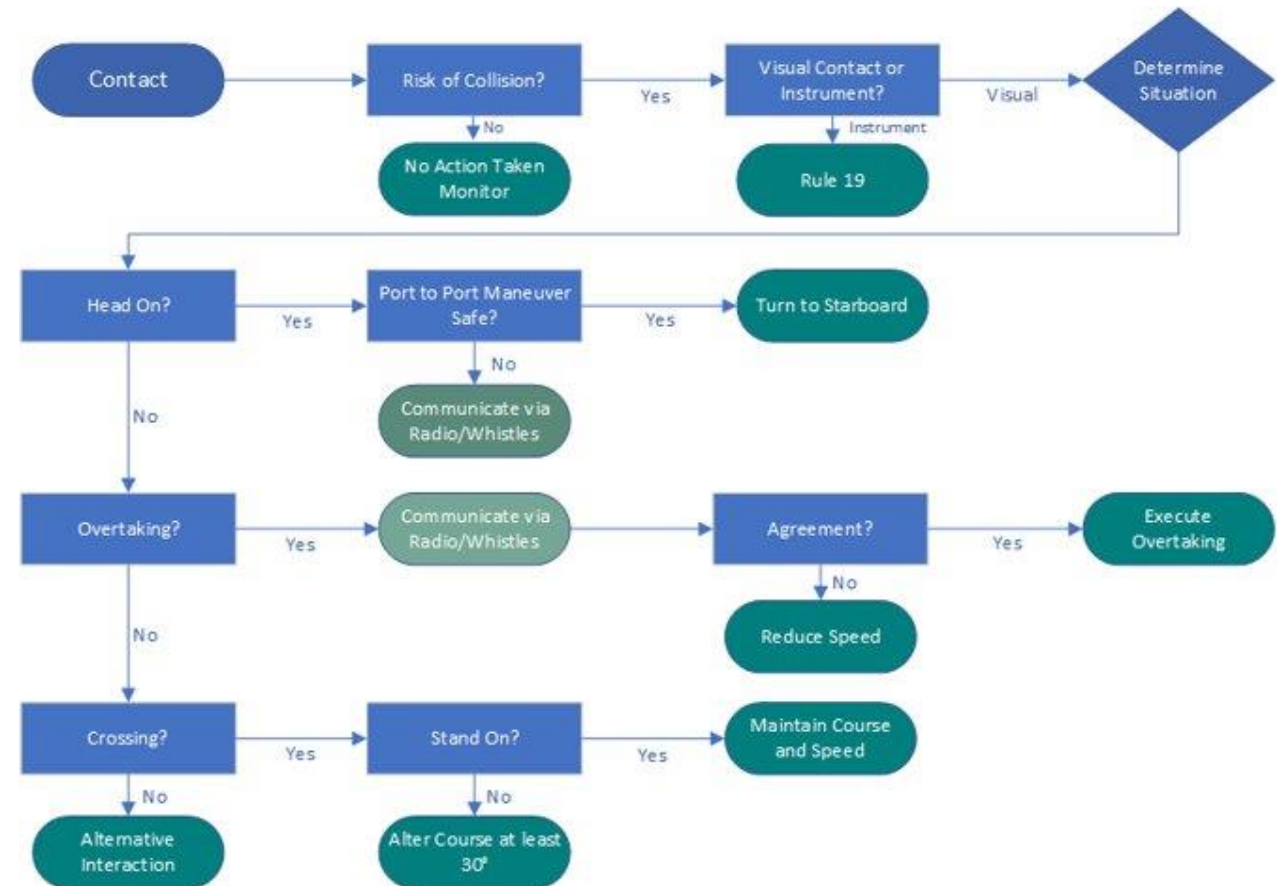 Contact
Risk of Collision?
Yes
Visual Contact or
Instrument?
Visual
Determine
Situation
No
Instrument
No Action Taken
Monitor
Rule 19
Head On?
Yes
Port to Port Maneuver
Safe?
Yes
Turn to Starboard
No
No
Communicate via
Radio/Whistles
Overtaking?
Yes
Communicate via
Radio/Whistles
Agreement?
Yes
Execute
Overtaking
No
No
Reduce Speed
Crossing?
Yes
Stand On?
Yes
Maintain Course
and Speed
No
No
Alternative
Interaction
Alter Course at least
30°